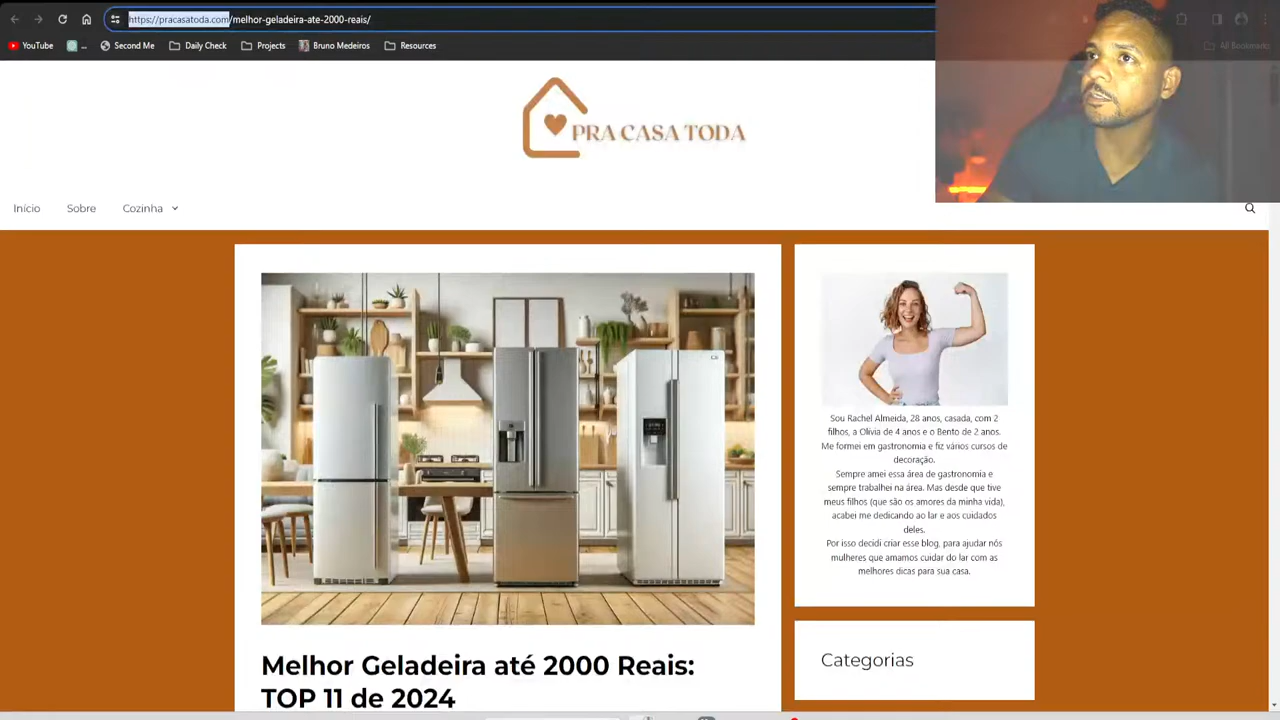 https://pracasatoda.com/melhor-geladeira-ate-2000-reais/
YouTube
...
Second Me
Daily Check
Projects
Bruno Medeiros
Resources
All Bookmarks
PRA CASA TODA
Início
Sobre
Cozinha
Sou Rachel Almeida, 28 anos, casada, com 2
filhos, a Olívia de 4 anos e o Bento de 2 anos.
Me formei em gastronomia e fiz vários cursos de
decoração.
Sempre amei essa área de gastronomia e
sempre trabalhei na área. Mas desde que tive
meus filhos (que são os amores da minha vida),
acabei me dedicando ao lar e aos cuidados
deles.
Por isso decidi criar esse blog, para ajudar nós
mulheres que amamos cuidar do lar com as
melhores dicas para sua casa.
Categorias
Melhor Geladeira até 2000 Reais:
TOP 11 de 2024